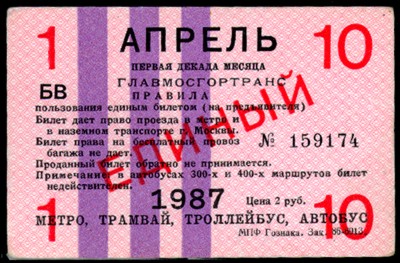 1 АПРЕЛЬ 10
ПЕРВАЯ ДЕКАДА МЕСЯЦА
БВ ГЛАВМОСГОРТРАНС
ПРАВИЛА
пользования единым билетом (на предъявителя)
Билет дает право проезда в метро и
в наземном транспорте г. Москвы.
Билет права на бесплатный провоз
багажа не дает.
№ 159174
Проданный билет обратно не принимается.
Примечание: в автобусах 300-х и 400-х маршрутов билет
недействителен.
ЕДИНЫЙ
1 1987 Цена 2 руб. 10
МЕТРО, ТРАМВАЙ, ТРОЛЛЕЙБУС, АВТОБУС
МПФ Гознака. Зак.